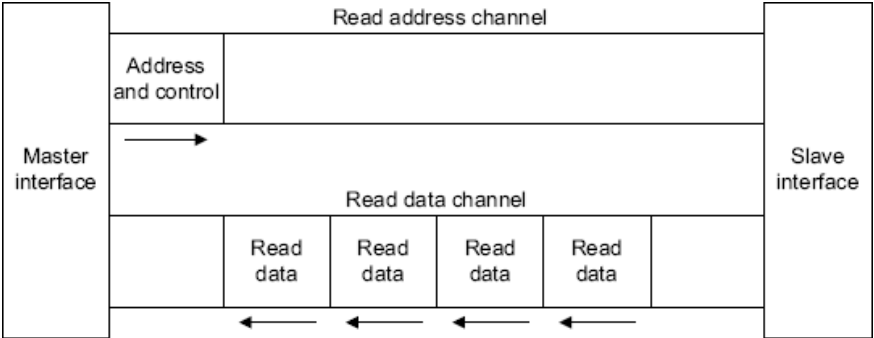 Read address channel
Address
and control
Master
interface
Slave
interface
Read data channel
Read
data
Read
data
Read
data
Read
data